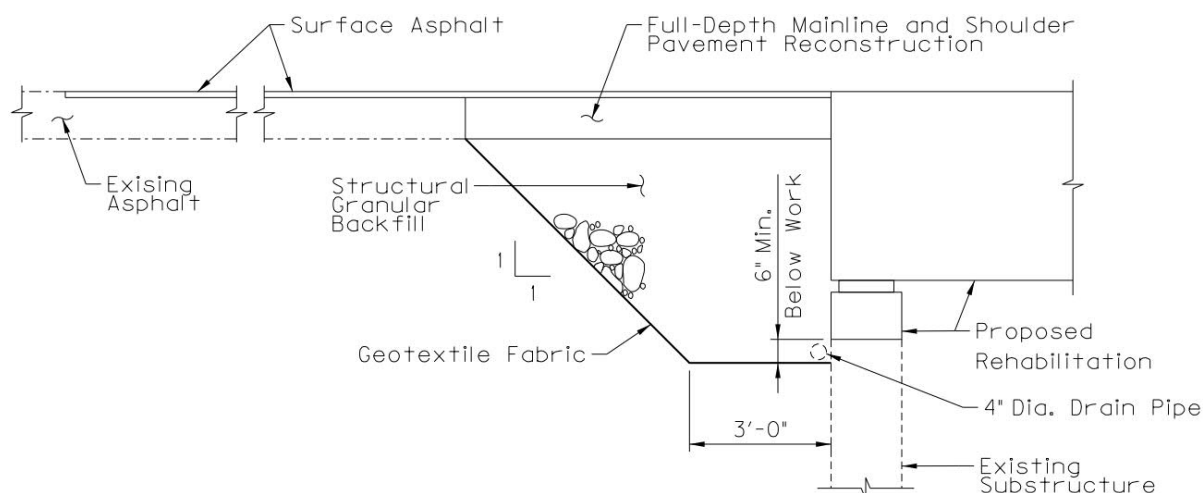 Surface Asphalt
Full-Depth Mainline and Shoulder
Pavement Reconstruction
Exising
Asphalt
Structural
Granular
Backfill
6" Min.
Below Work
1
1
Geotextile Fabric
Proposed
Rehabilitation
4" Dia. Drain Pipe
3'-0"
Existing
Substructure